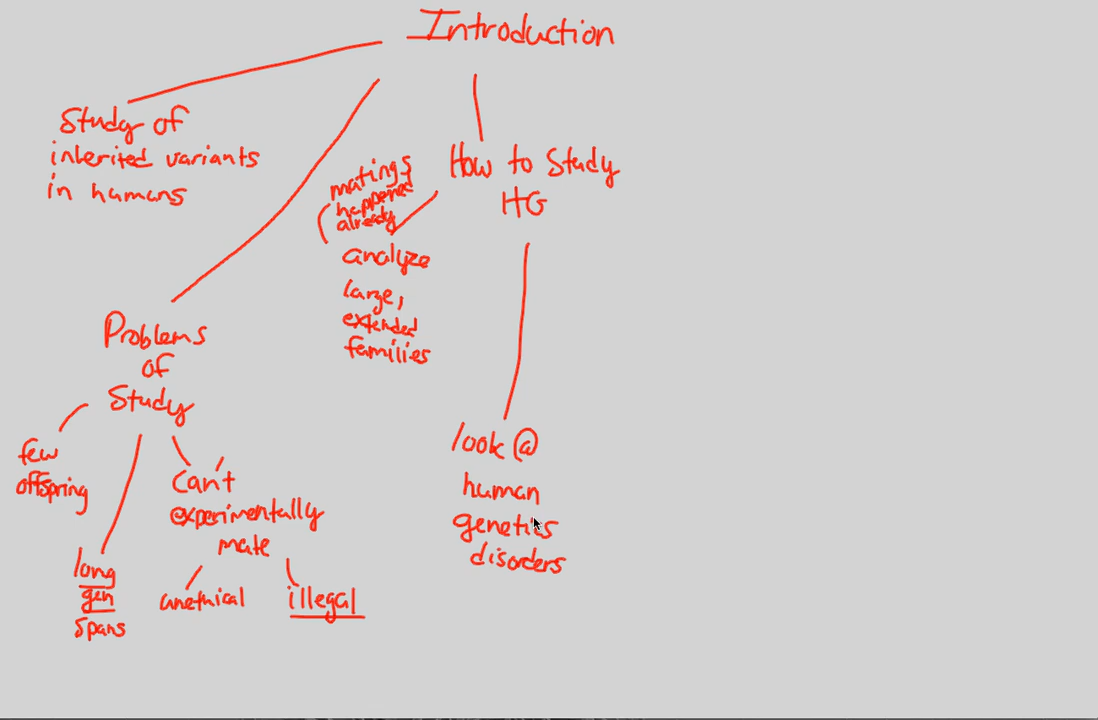 Introduction
Study of
inherited variants
in humans
How to Study
HG
matings
happened
already
analyze
large,
extended
families
Problems
of
Study
few
offspring
long
gen
spans
Can't
experimentally
mate
unethical
illegal
look @
human
genetics
disorders